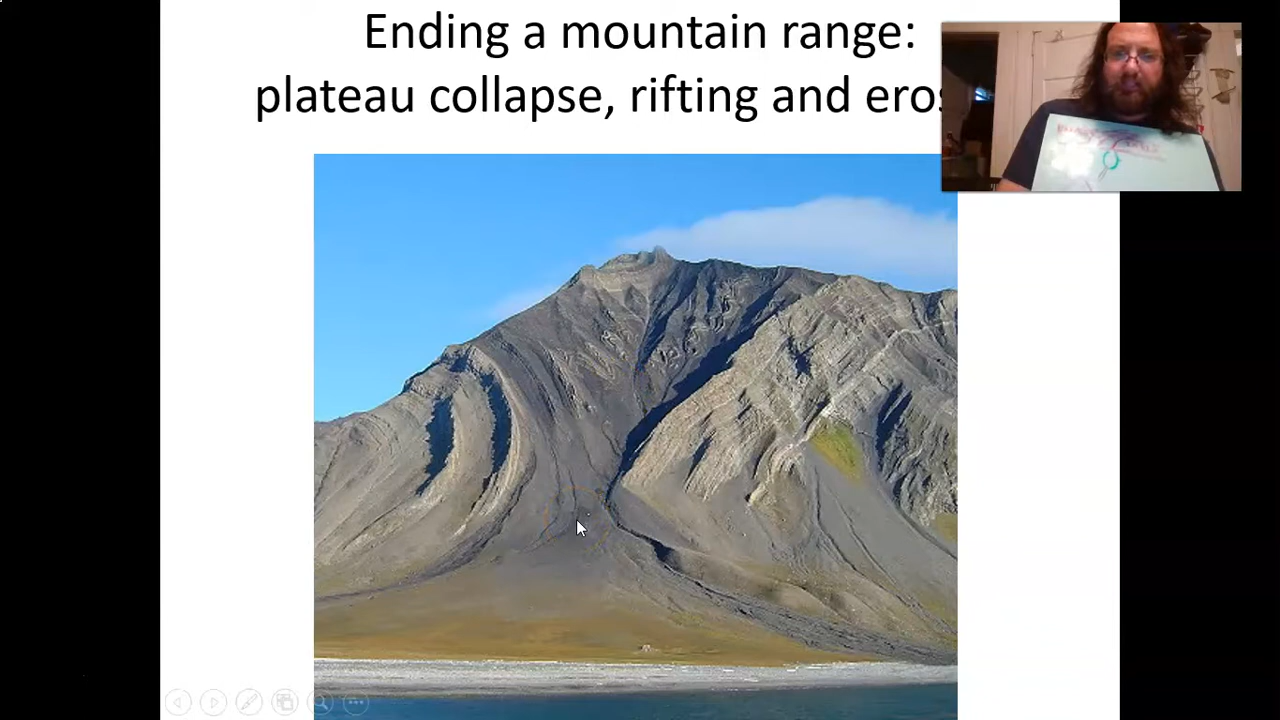 Ending a mountain range:
plateau collapse, rifting and eros